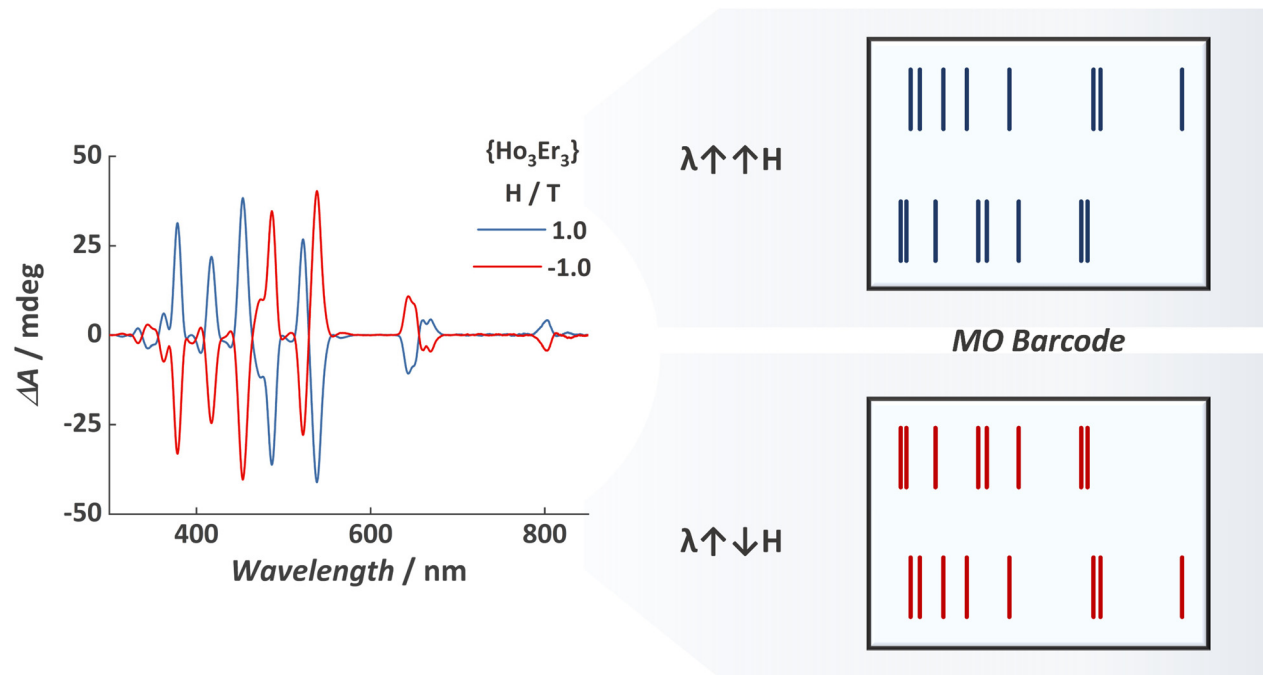 50
25
0
-25
-50
ΔA / mdeg
400
600
800
Wavelength / nm
{Ho₃Er₃}
H / T
1.0
-1.0
λ↑↑H
MO Barcode
λ↑↓H